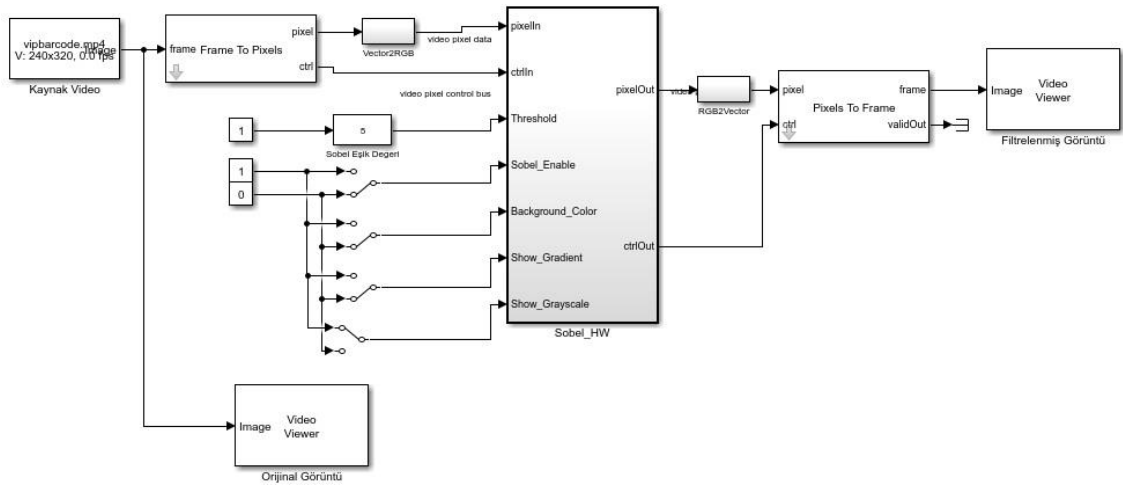 vipbarcode.mp4
Image
V: 240x320, 0.0 fps
Kaynak Video
frame
Frame To Pixels
pixel
ctrl
Vector2RGB
video pixel data
video pixel control bus
1
5
Sobel Eşik Degeri
1
0
pixelIn
ctrlIn
Threshold
Sobel_Enable
Background_Color
Show_Gradient
Show_Grayscale
pixelOut
ctrlOut
Sobel_HW
video
RGB2Vector
pixel
ctrl
Pixels To Frame
frame
validOut
Image
Video
Viewer
Filtrelenmiş Görüntü
Image
Video
Viewer
Orijinal Görüntü